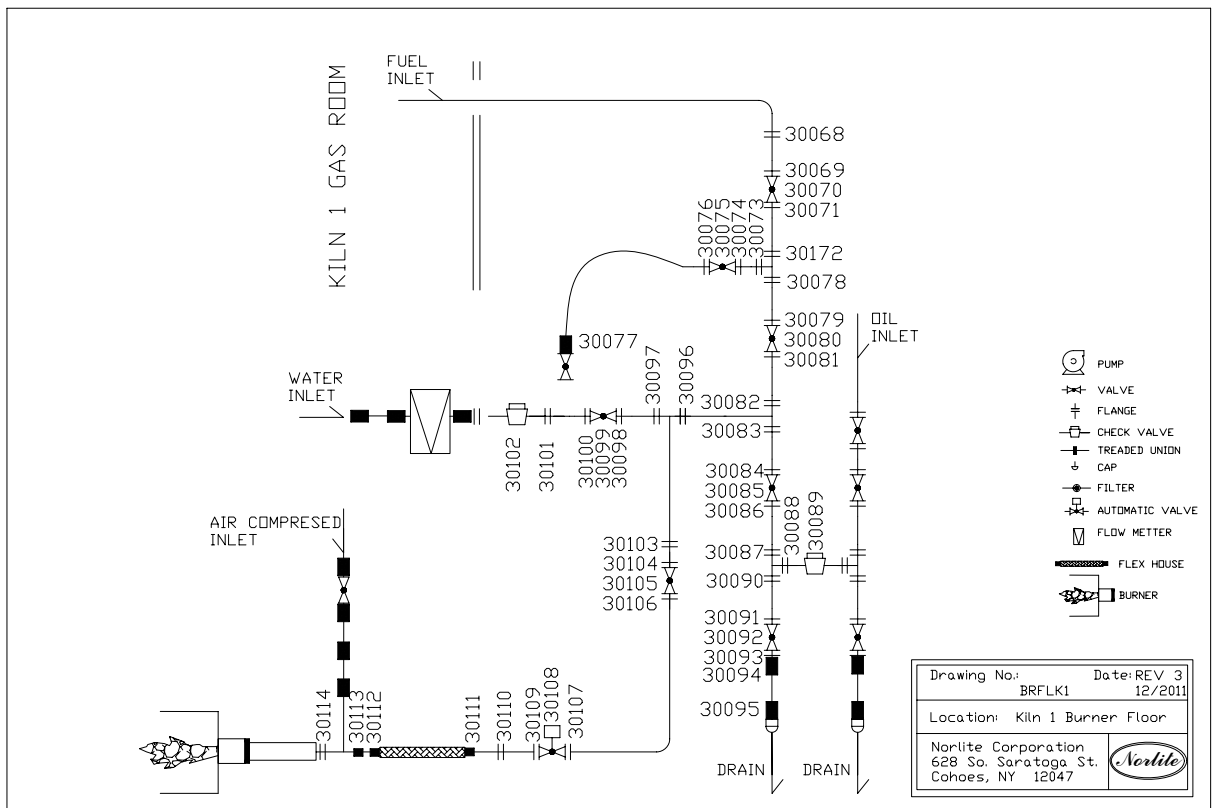 KILN 1 GAS ROOM
FUEL
INLET
30068
30069
30070
30071
30076
30075
30074
30073
30172
30078
30079
30080
30081
OIL
INLET
30077
30097
30096
WATER
INLET
30082
30083
30102
30101
30100
30099
30098
30084
30085
30086
30088
30089
30087
30090
AIR COMPRESED
INLET
30103
30104
30105
30106
30091
30092
30093
30094
30095
30114
30113
30112
30111
30110
30109
30108
30107
DRAIN
DRAIN
PUMP
VALVE
FLANGE
CHECK VALVE
TREADED UNION
CAP
FILTER
AUTOMATIC VALVE
FLOW METTER
FLEX HOUSE
BURNER
Drawing No.: Date: REV 3
BRFLK1 12/2011
Location: Kiln 1 Burner Floor
Norlite Corporation
628 So. Saratoga St.
Cohoes, NY 12047
Norlite